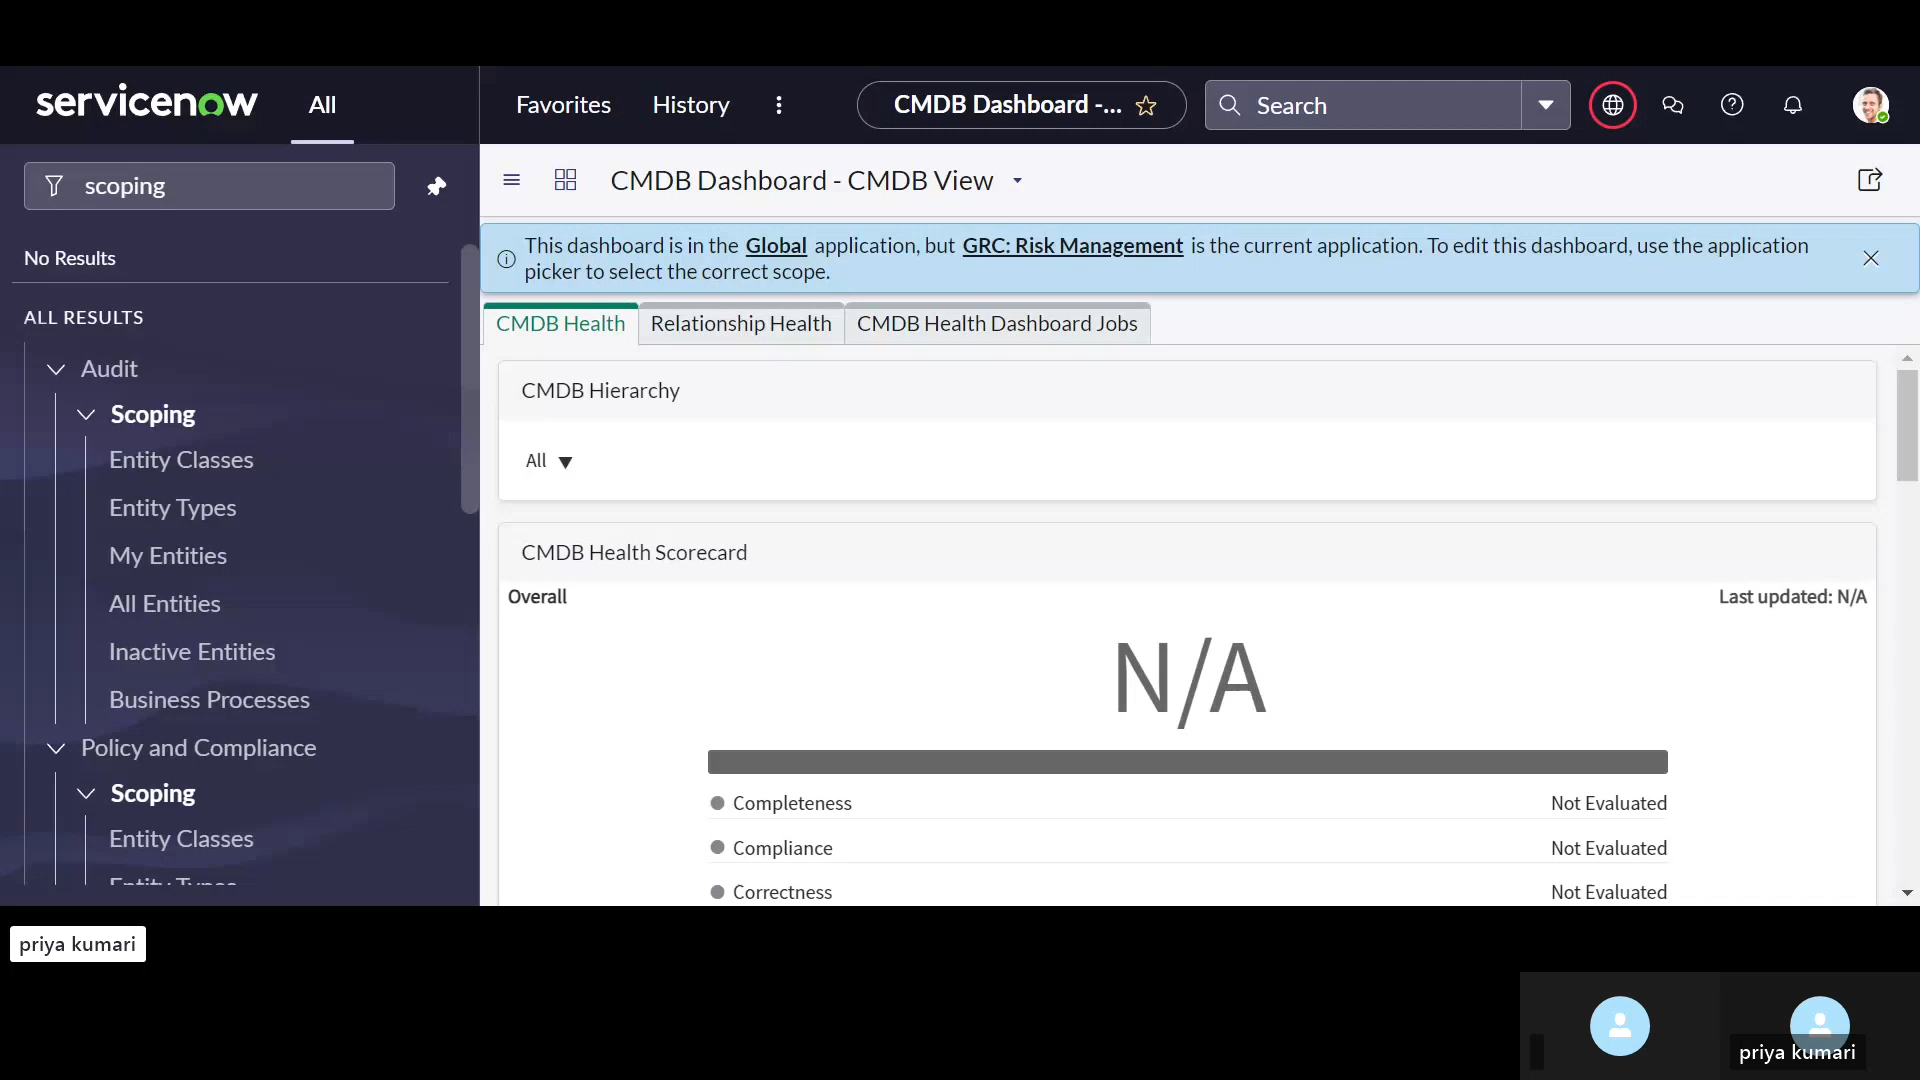 servicenow
All
Favorites
History
CMDB Dashboard -...
Search
scoping
No Results
ALL RESULTS
Audit
Scoping
Entity Classes
Entity Types
My Entities
All Entities
Inactive Entities
Business Processes
Policy and Compliance
Scoping
Entity Classes
Entity Types
CMDB Dashboard - CMDB View
This dashboard is in the Global application, but GRC: Risk Management is the current application. To edit this dashboard, use the application
picker to select the correct scope.
CMDB Health
Relationship Health
CMDB Health Dashboard Jobs
CMDB Hierarchy
All
CMDB Health Scorecard
Overall
Last updated: N/A
N/A
Completeness
Not Evaluated
Compliance
Not Evaluated
Correctness
Not Evaluated
priya kumari
priya kumari